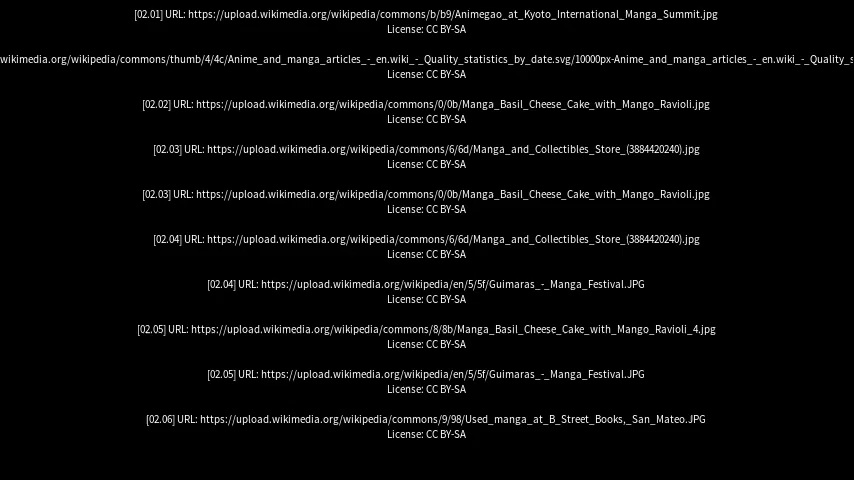 [02.01] URL: https://upload.wikimedia.org/wikipedia/commons/b/b9/Animegao_at_Kyoto_International_Manga_Summit.jpg
License: CC BY-SA
wikimedia.org/wikipedia/commons/thumb/4/4c/Anime_and_manga_articles_-_en.wiki_-_Quality_statistics_by_date.svg/10000px-Anime_and_manga_articles_-_en.wiki_-_Quality_s
License: CC BY-SA
[02.02] URL: https://upload.wikimedia.org/wikipedia/commons/0/0b/Manga_Basil_Cheese_Cake_with_Mango_Ravioli.jpg
License: CC BY-SA
[02.03] URL: https://upload.wikimedia.org/wikipedia/commons/6/6d/Manga_and_Collectibles_Store_(3884420240).jpg
License: CC BY-SA
[02.03] URL: https://upload.wikimedia.org/wikipedia/commons/0/0b/Manga_Basil_Cheese_Cake_with_Mango_Ravioli.jpg
License: CC BY-SA
[02.04] URL: https://upload.wikimedia.org/wikipedia/commons/6/6d/Manga_and_Collectibles_Store_(3884420240).jpg
License: CC BY-SA
[02.04] URL: https://upload.wikimedia.org/wikipedia/en/5/5f/Guimaras_-_Manga_Festival.JPG
License: CC BY-SA
[02.05] URL: https://upload.wikimedia.org/wikipedia/commons/8/8b/Manga_Basil_Cheese_Cake_with_Mango_Ravioli_4.jpg
License: CC BY-SA
[02.05] URL: https://upload.wikimedia.org/wikipedia/en/5/5f/Guimaras_-_Manga_Festival.JPG
License: CC BY-SA
[02.06] URL: https://upload.wikimedia.org/wikipedia/commons/9/98/Used_manga_at_B_Street_Books,_San_Mateo.JPG
License: CC BY-SA